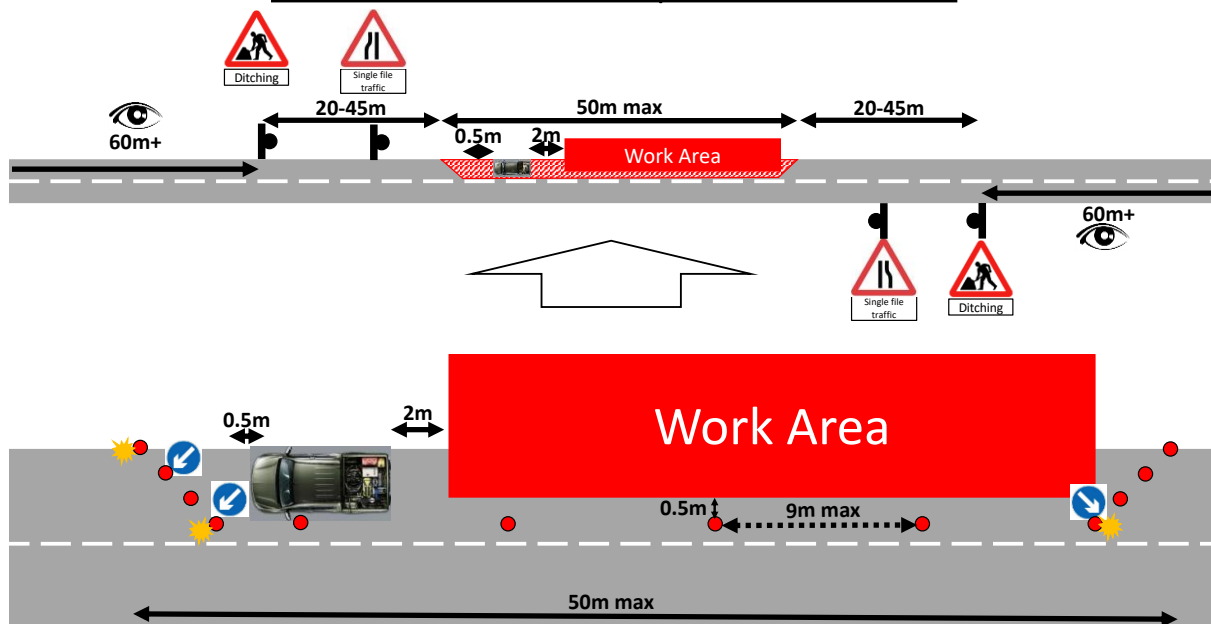 Ditching
Single file
traffic
20-45m
50m max
20-45m
60m+
0.5m
2m
Work Area
60m+
Single file
traffic
Ditching
Work Area
0.5m
2m
0.5m
9m max
50m max